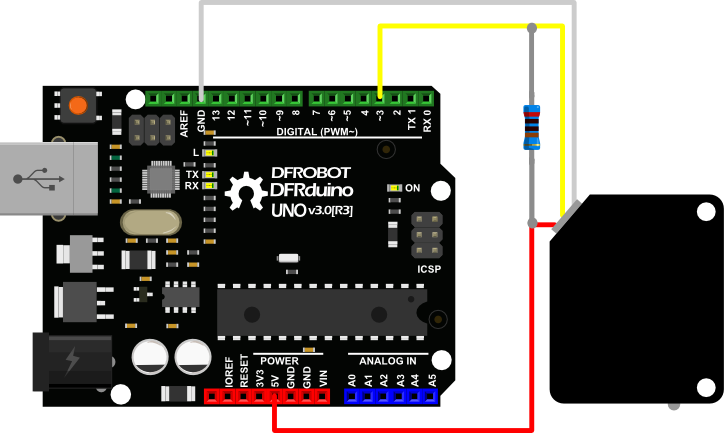 AREF
GND
13
12
~11
~10
~9
8
7
~6
~5
4
~3
2
TX 1
RX 0
DIGITAL (PWM~)
L
TX
RX
DFROBOT
DFRduino
UNO v3.0[R3]
ON
ICSP
POWER
ANALOG IN
IOREF
RESET
3V3
5V
GND
GND
VIN
A0
A1
A2
A3
A4
A5